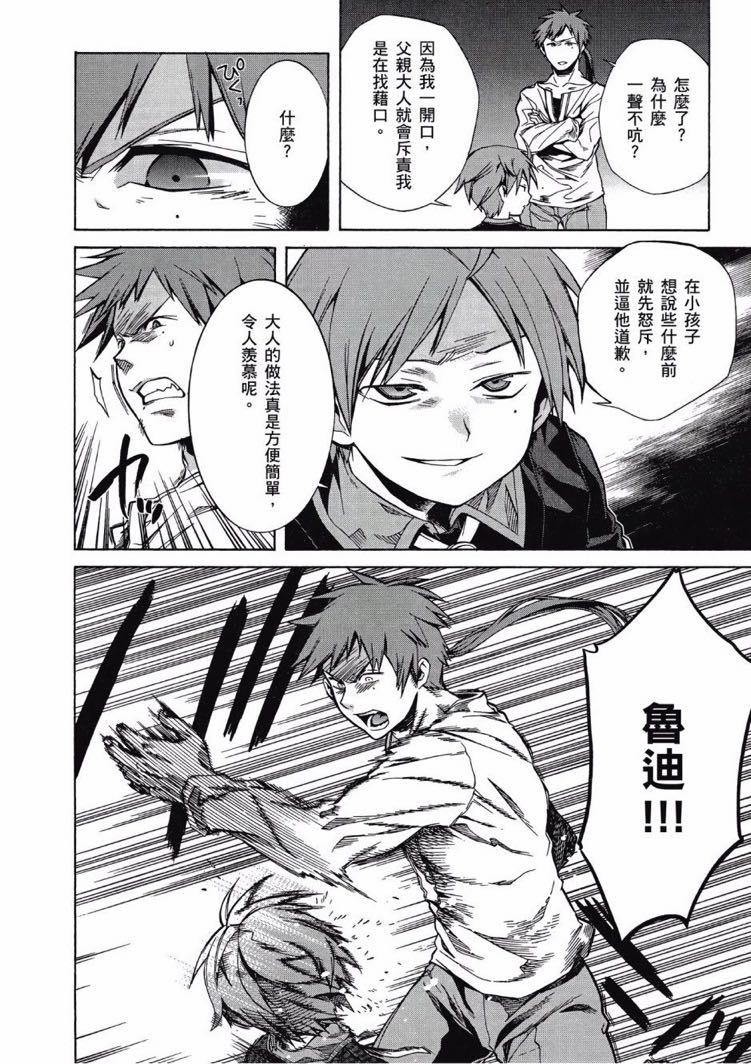 怎麼了？
為什麼
一聲不吭？
因為我一開口，
父親大人就會斥責我
是在找藉口。
ぴくっ
什麼？
在小孩子
想說些什麼前
就先怒斥，
並逼他道歉。
大人的做法真是方便簡單，
令人羨慕呢。
魯迪!!!